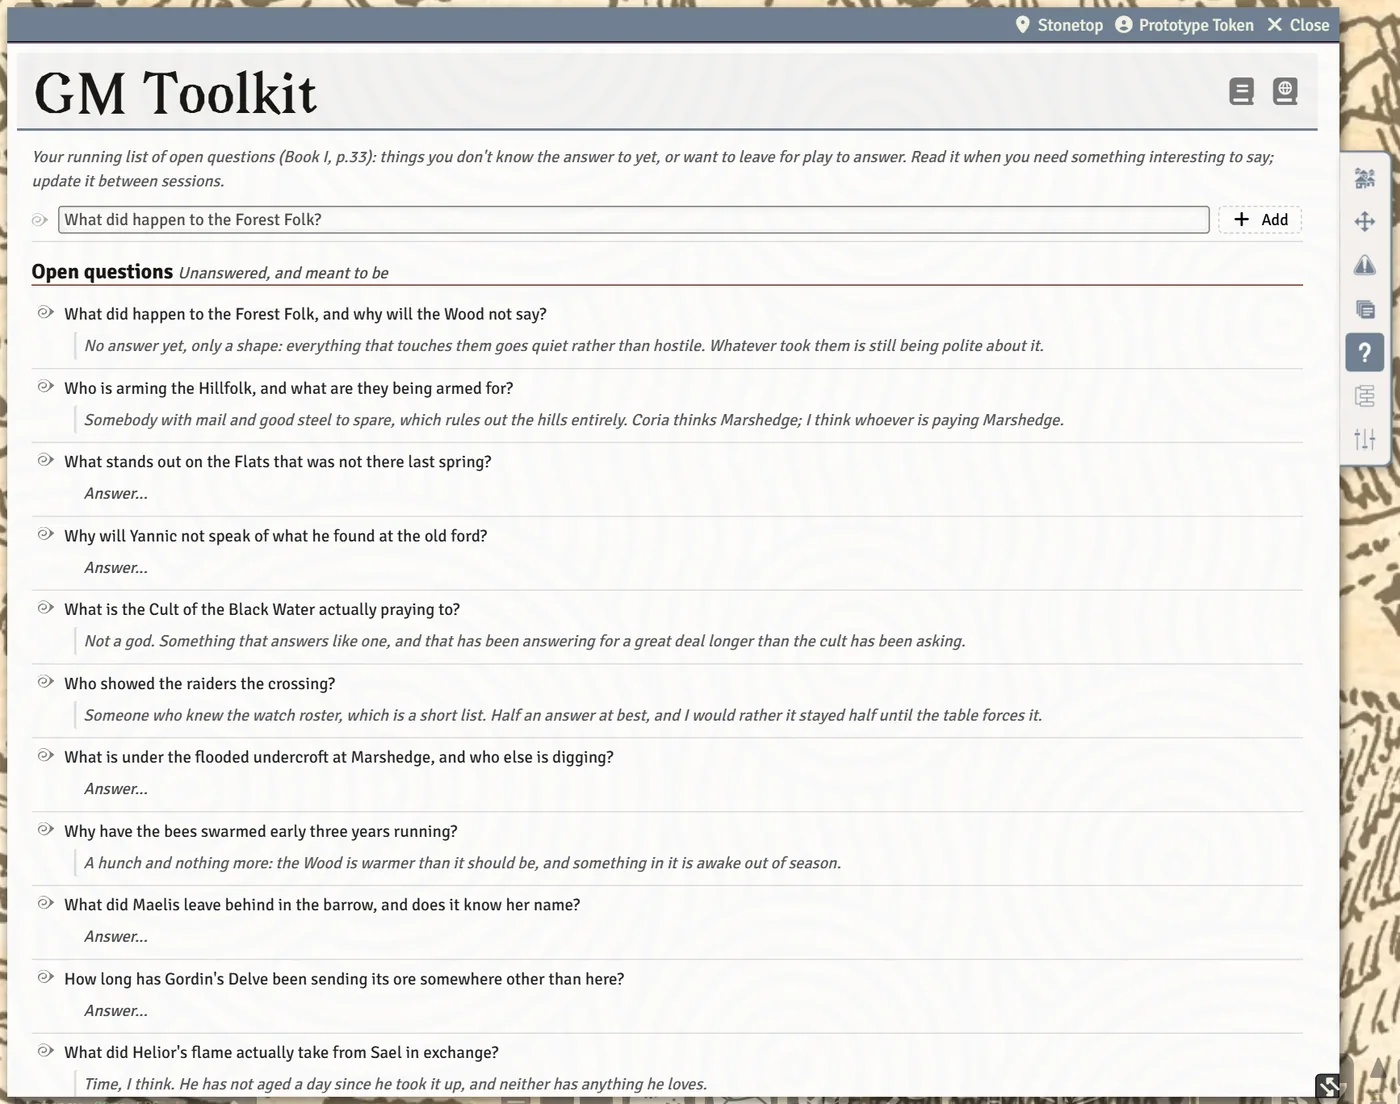 Stonetop Prototype Token Close
GM Toolkit
Your running list of open questions (Book I, p.33): things you don't know the answer to yet, or want to leave for play to answer. Read it when you need something interesting to say;
update it between sessions.
What did happen to the Forest Folk?
Add
Open questions Unanswered, and meant to be
What did happen to the Forest Folk, and why will the Wood not say?
No answer yet, only a shape: everything that touches them goes quiet rather than hostile. Whatever took them is still being polite about it.
Who is arming the Hillfolk, and what are they being armed for?
Somebody with mail and good steel to spare, which rules out the hills entirely. Coria thinks Marshedge; I think whoever is paying Marshedge.
What stands out on the Flats that was not there last spring?
Answer...
Why will Yannic not speak of what he found at the old ford?
Answer...
What is the Cult of the Black Water actually praying to?
Not a god. Something that answers like one, and that has been answering for a great deal longer than the cult has been asking.
Who showed the raiders the crossing?
Someone who knew the watch roster, which is a short list. Half an answer at best, and I would rather it stayed half until the table forces it.
What is under the flooded undercroft at Marshedge, and who else is digging?
Answer...
Why have the bees swarmed early three years running?
A hunch and nothing more: the Wood is warmer than it should be, and something in it is awake out of season.
What did Maelis leave behind in the barrow, and does it know her name?
Answer...
How long has Gordin's Delve been sending its ore somewhere other than here?
Answer...
What did Helior's flame actually take from Sael in exchange?
Time, I think. He has not aged a day since he took it up, and neither has anything he loves.